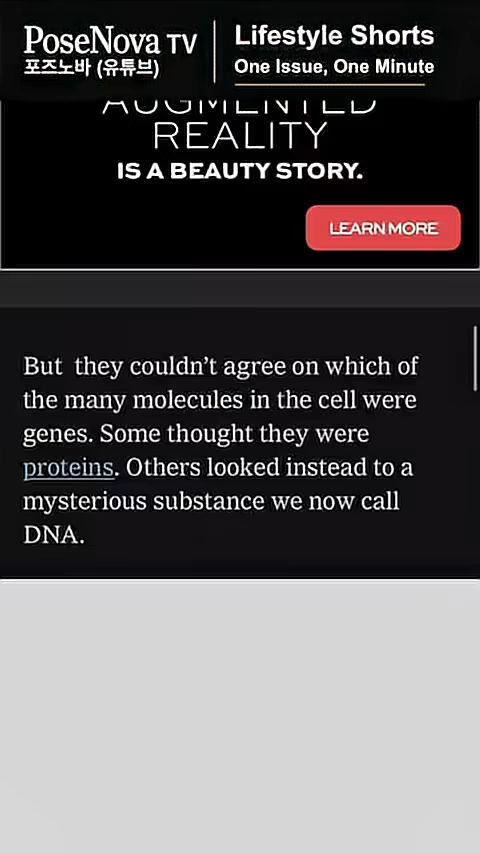 PoseNova TV
포즈노바 (유튜브)
Lifestyle Shorts
One Issue, One Minute
AUGMENTED
REALITY
IS A BEAUTY STORY.
LEARN MORE
But they couldn't agree on which of
the many molecules in the cell were
genes. Some thought they were
proteins. Others looked instead to a
mysterious substance we now call
DNA.